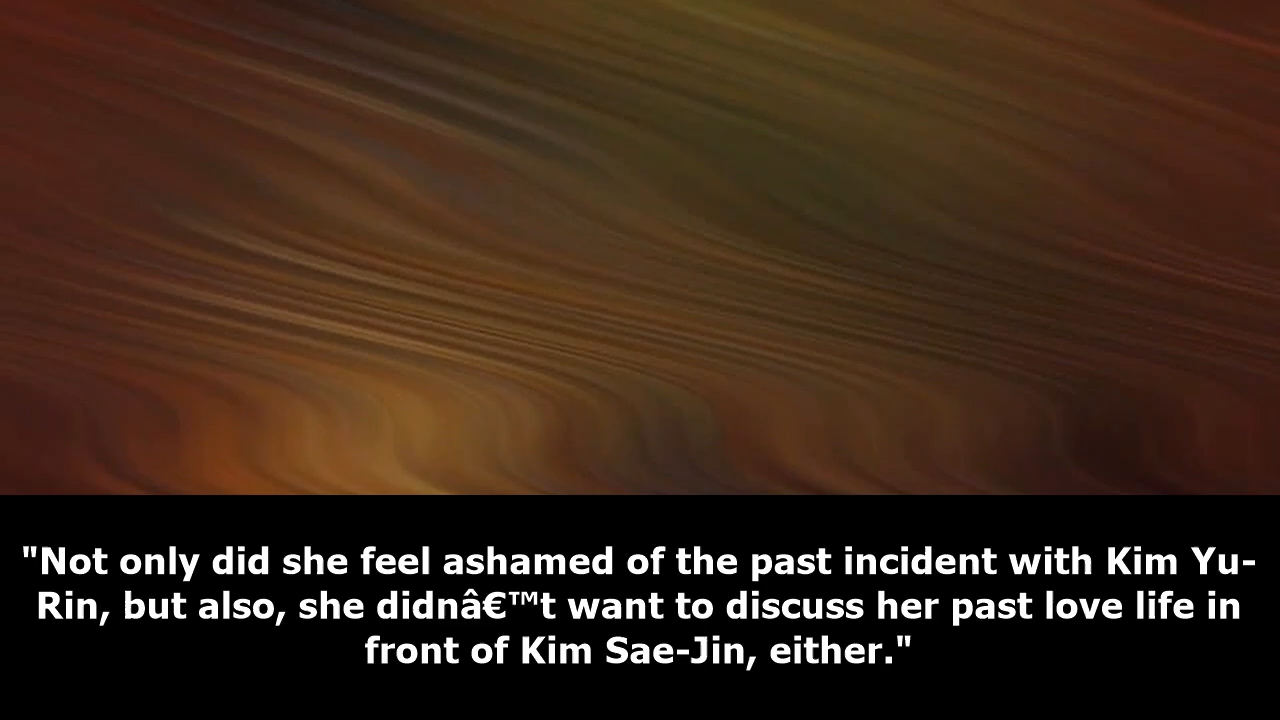 "Not only did she feel ashamed of the past incident with Kim Yu-
Rin, but also, she didnâ€™t want to discuss her past love life in
front of Kim Sae-Jin, either."